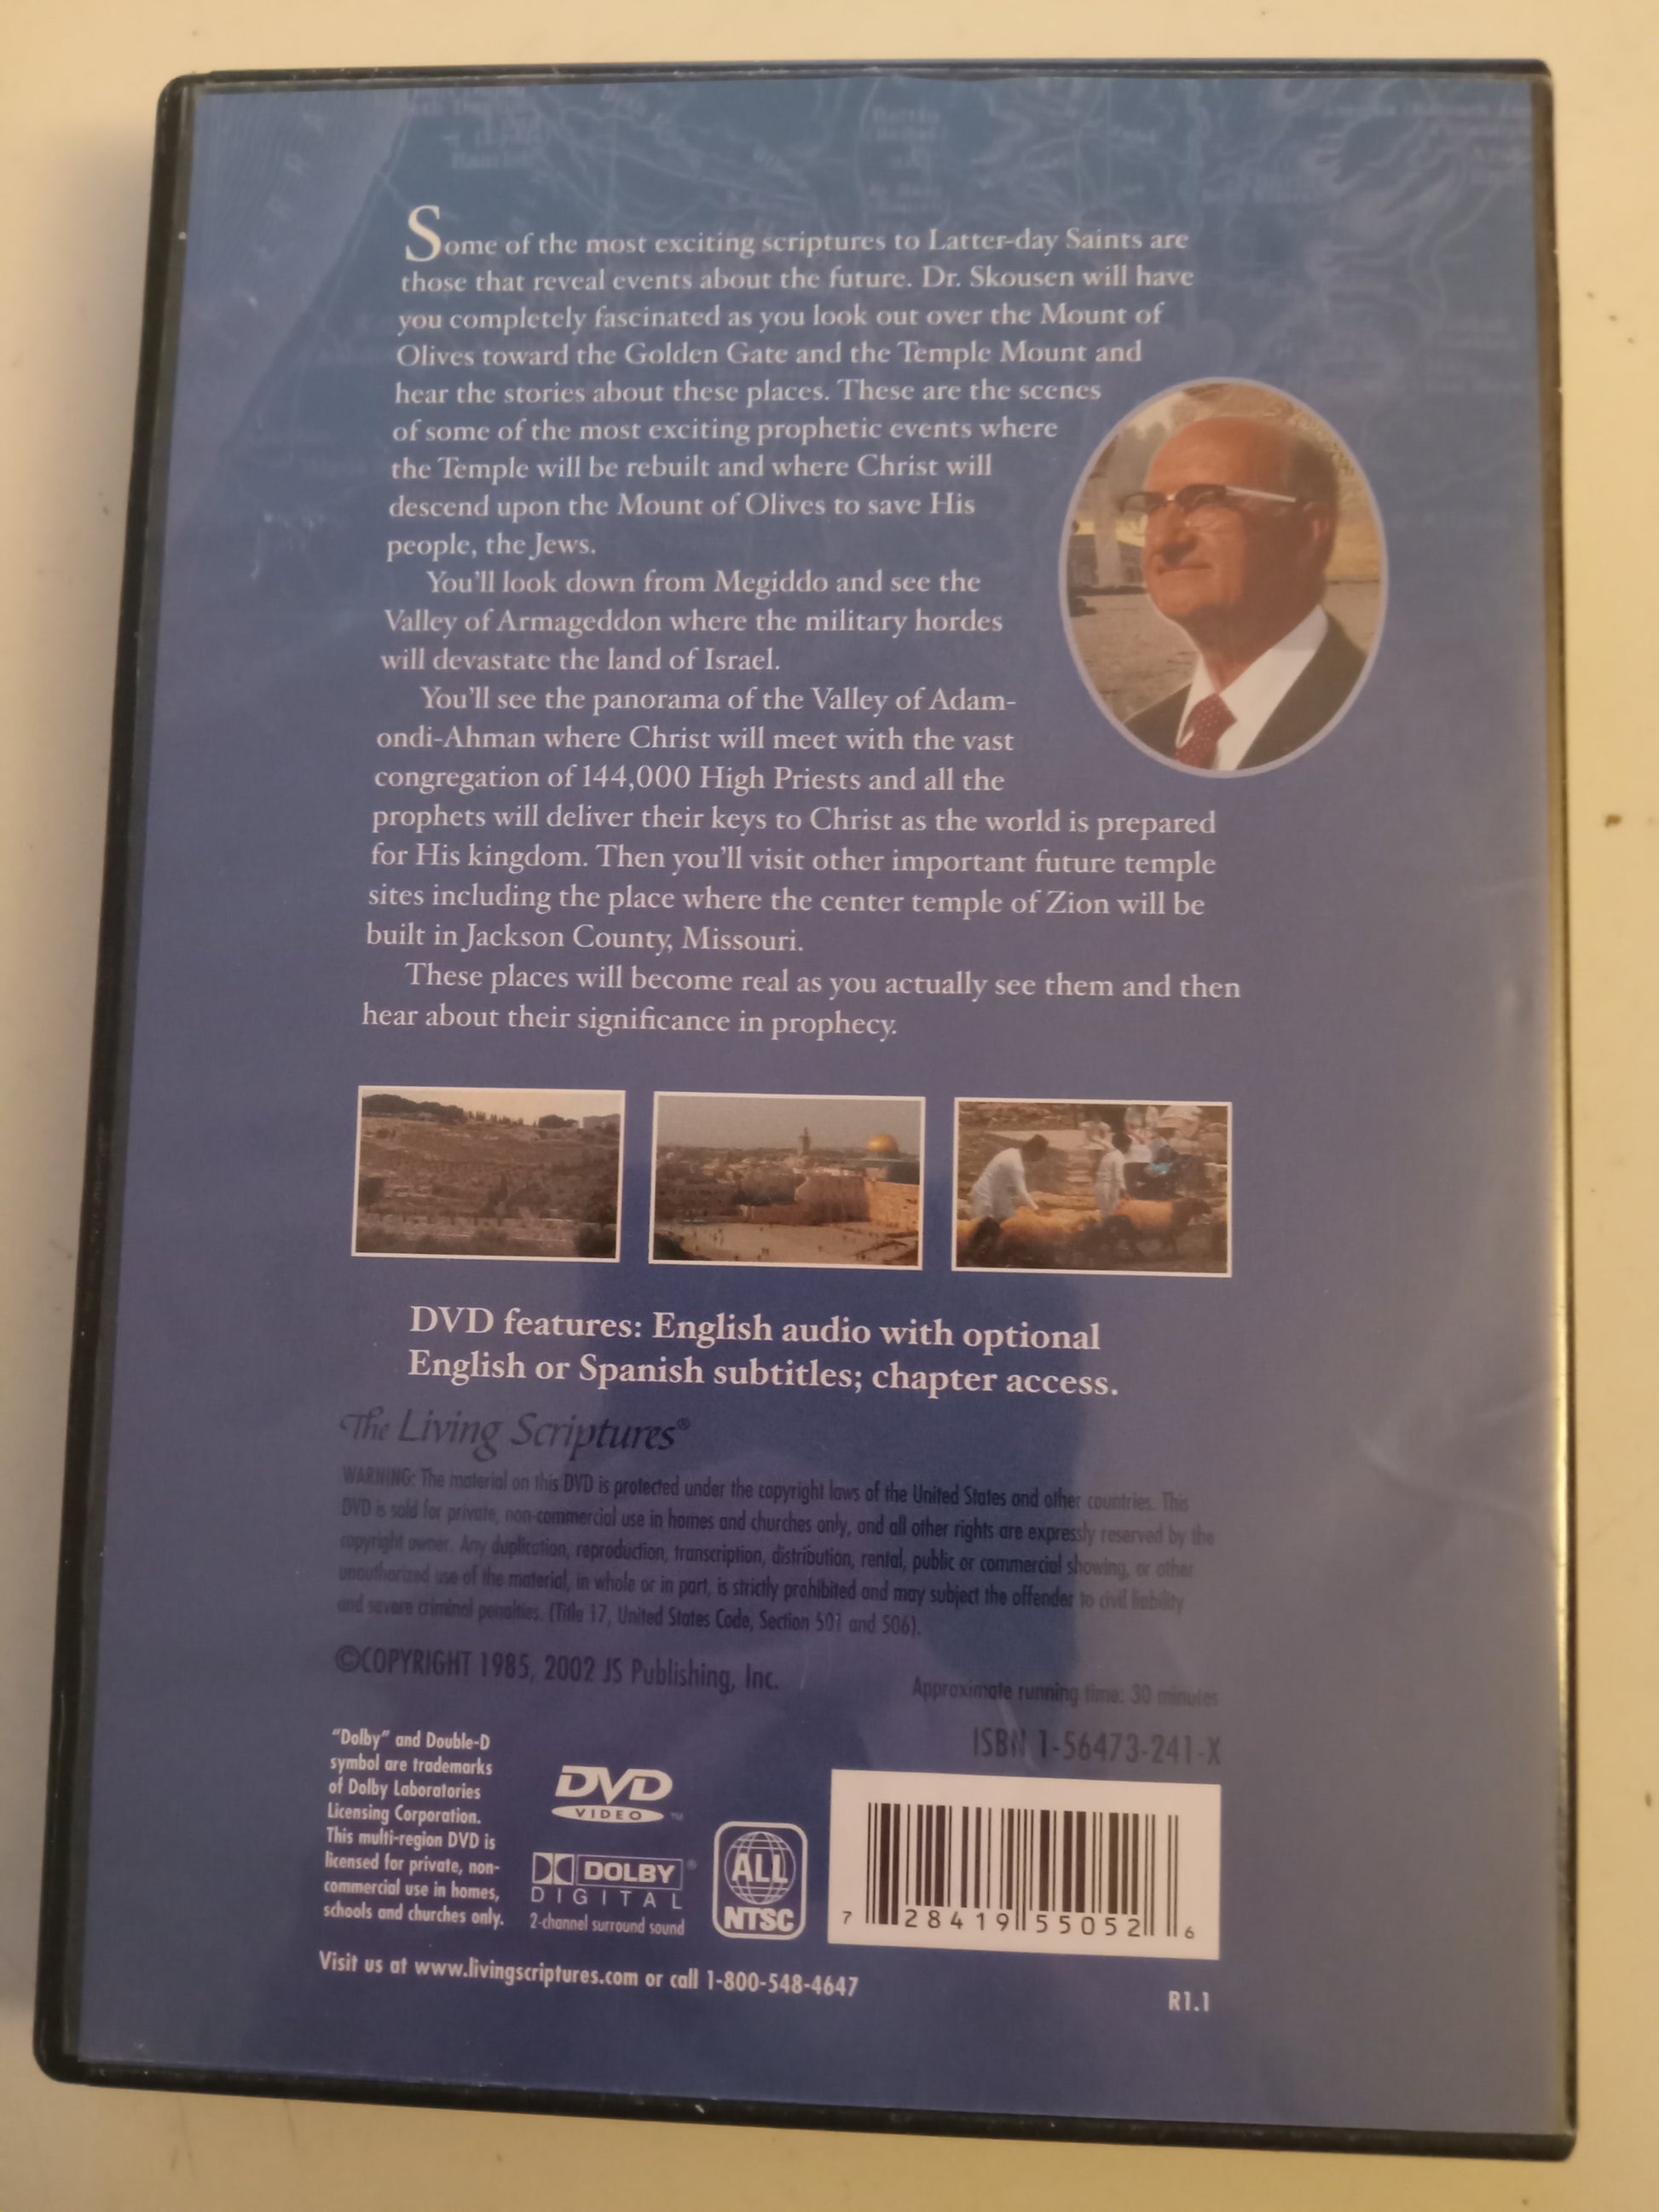 Some of the most exciting scriptures to Latter-day Saints are
those that reveal events about the future. Dr. Skousen will have
you completely fascinated as you look out over the Mount of
Olives toward the Golden Gate and the Temple Mount and
hear the stories about these places. These are the scenes
of some of the most exciting prophetic events where
the Temple will be rebuilt and where Christ will
descend upon the Mount of Olives to save His
people, the Jews.
You'll look down from Megiddo and see the
Valley of Armageddon where the military hordes
will devastate the land of Israel.
You'll see the panorama of the Valley of Adam-
ondi-Ahman where Christ will meet with the vast
congregation of 144,000 High Priests and all the
prophets will deliver their keys to Christ as the world is prepared
for His kingdom. Then you'll visit other important future temple
sites including the place where the center temple of Zion will be
built in Jackson County, Missouri.
These places will become real as you actually see them and then
hear about their significance in prophecy.
DVD features: English audio with optional
English or Spanish subtitles; chapter access.
The Living Scriptures®
WARNING: The material on this DVD is protected under the copyright laws of the United States and other countries. This
DVD is sold for private, non-commercial use in homes and churches only, and all other rights are expressly reserved by the
copyright owner. Any duplication, reproduction, transcription, distribution, rental, public or commercial showing, or other
unauthorized use of the material, in whole or in part, is strictly prohibited and may subject the offender to civil liability
and severe criminal penalties. (Title 17, United States Code, Section 501 and 506).
©COPYRIGHT 1985, 2002 JS Publishing, Inc.
Approximate running time: 30 minutes
ISBN 1-56473-241-X
"Dolby" and Double-D
symbol are trademarks
of Dolby Laboratories
Licensing Corporation.
This multi-region DVD is
licensed for private, non-
commercial use in homes,
schools and churches only.
DVD
VIDEO™
DOLBY®
DIGITAL
2-channel surround sound
ALL
NTSC
7 28419 55052 6
Visit us at www.livingscriptures.com or call 1-800-548-4647
R1.1